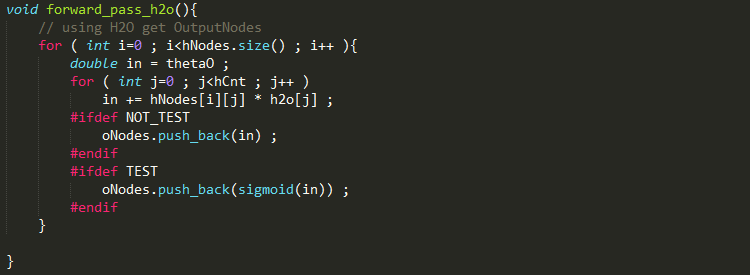 void forward_pass_h2o(){
    // using H2O get OutputNodes
    for ( int i=0 ; i<hNodes.size() ; i++ ){
        double in = thetaO ;
        for ( int j=0 ; j<hCnt ; j++ )
            in += hNodes[i][j] * h2o[j] ;
        #ifdef NOT_TEST
            oNodes.push_back(in) ;
        #endif
        #ifdef TEST
            oNodes.push_back(sigmoid(in)) ;
        #endif
    }
}